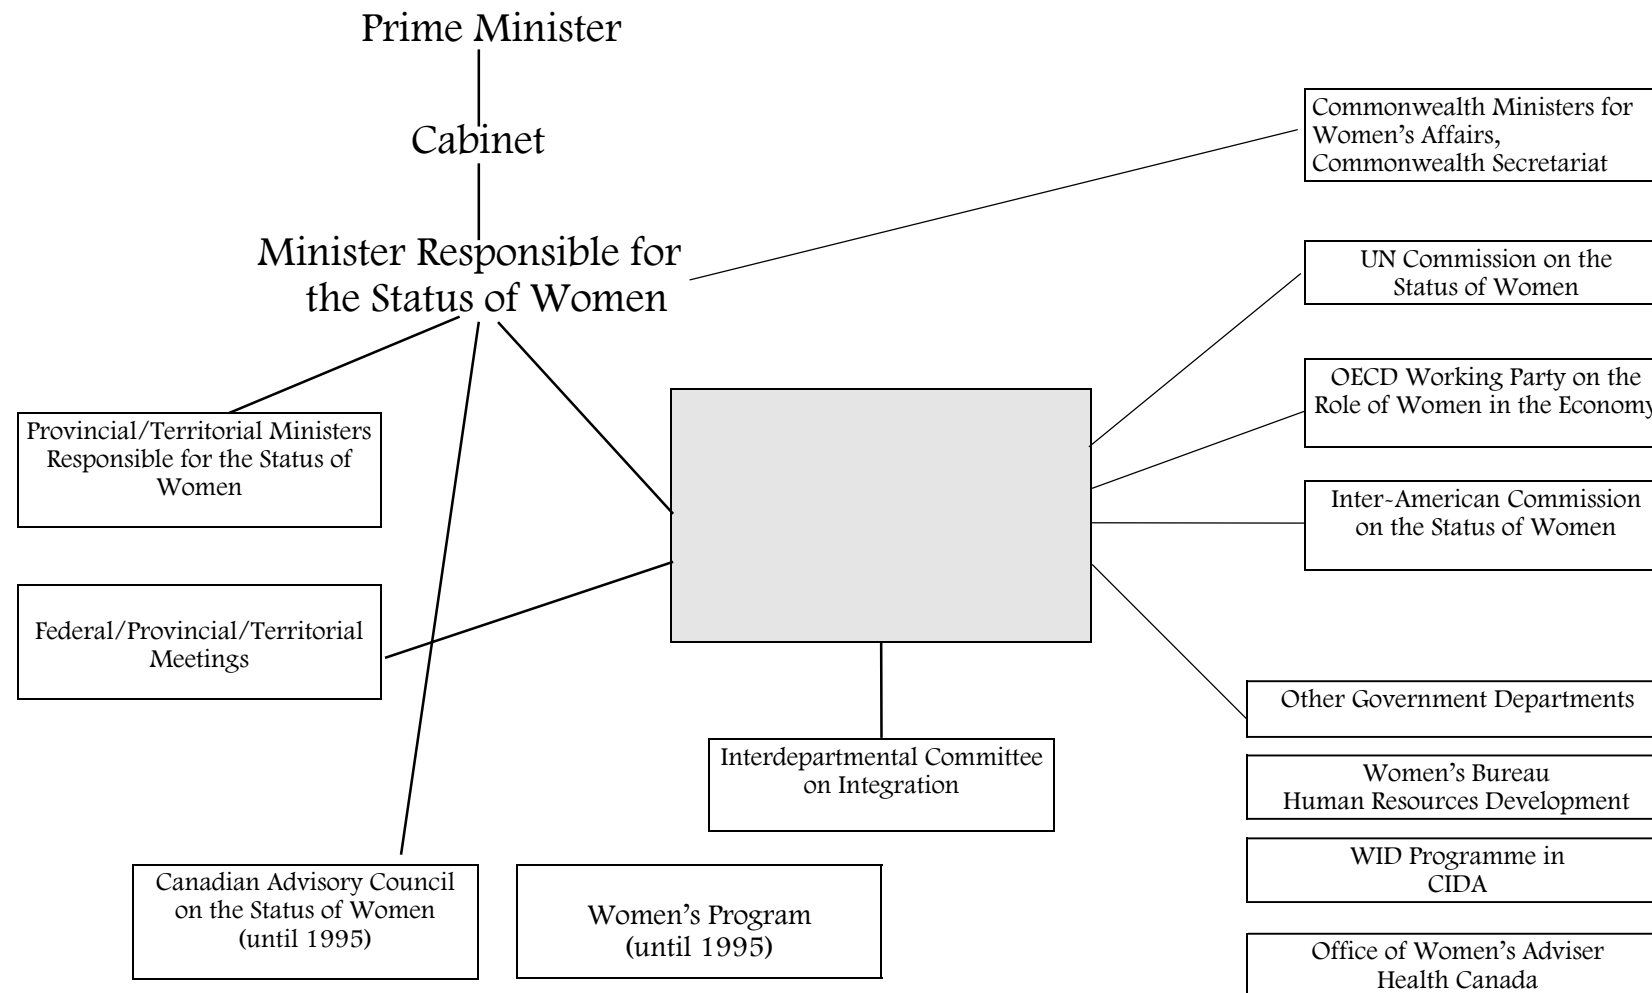 Prime Minister
Cabinet
Minister Responsible for
the Status of Women
Commonwealth Ministers for
Women's Affairs,
Commonwealth Secretariat
UN Commission on the
Status of Women
OECD Working Party on the
Role of Women in the Economy
Inter-American Commission
on the Status of Women
Provincial/Territorial Ministers
Responsible for the Status of
Women
Federal/Provincial/Territorial
Meetings
Interdepartmental Committee
on Integration
Other Government Departments
Women's Bureau
Human Resources Development
WID Programme in
CIDA
Office of Women's Adviser
Health Canada
Canadian Advisory Council
on the Status of Women
(until 1995)
Women's Program
(until 1995)